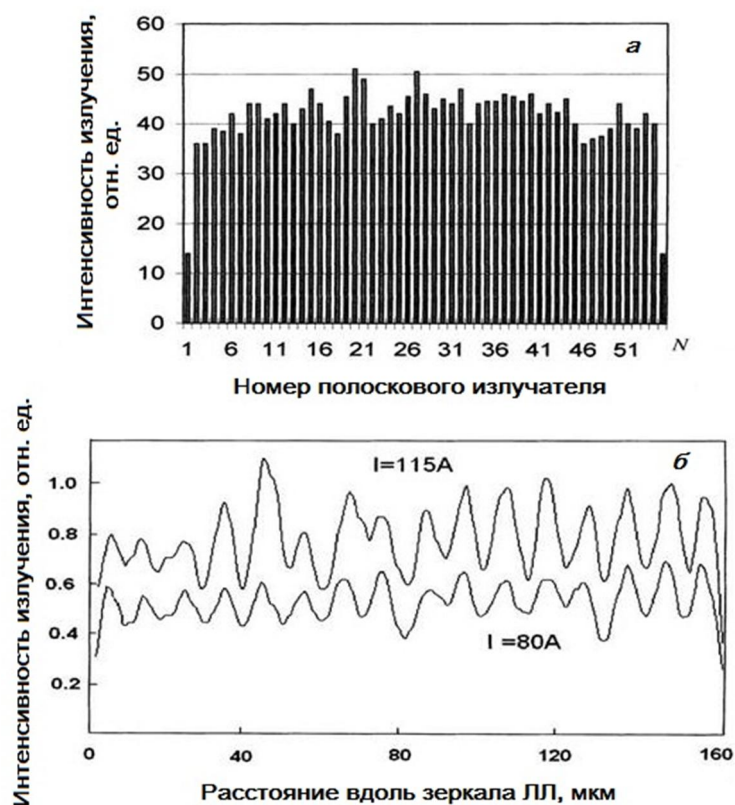 Интенсивность излучения,
отн. ед.
60
50
40
30
20
10
0
а
1 6 11 16 21 26 31 36 41 46 51 N
Номер полоскового излучателя
Интенсивность излучения, отн. ед.
1.0
0.8
0.6
0.4
0.2
I=115A
б
I =80A
0 40 80 120 160
Расстояние вдоль зеркала ЛЛ, мкм